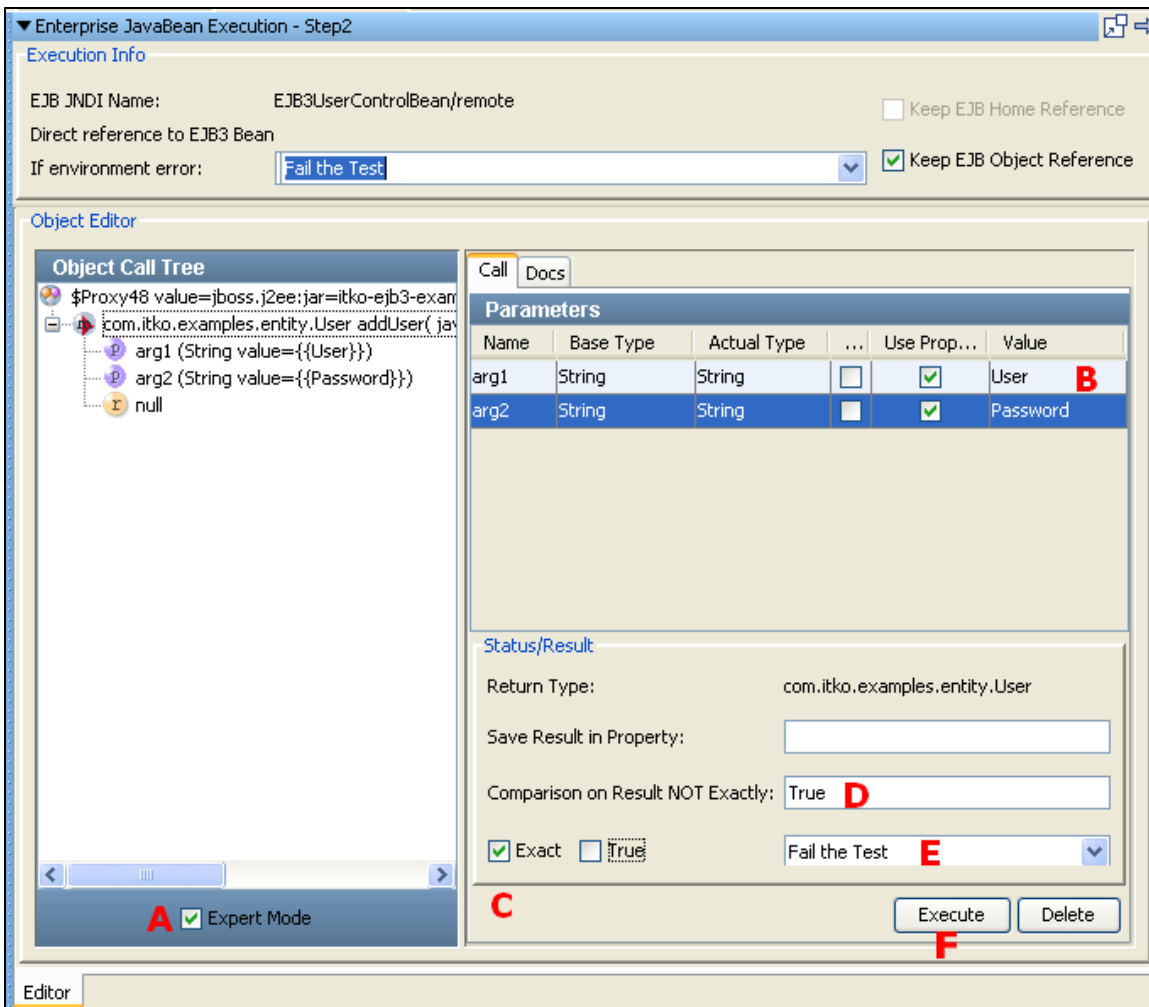 Enterprise JavaBean Execution - Step2
Execution Info
EJB JNDI Name: EJB3UserControlBean/remote
Keep EJB Home Reference
Direct reference to EJB3 Bean
If environment error: Fail the Test
Keep EJB Object Reference
Object Editor
Object Call Tree
$Proxy48 value=jboss.j2ee:jar=itko-ejb3-exam
com.itko.examples.entity.User addUser( jav
arg1 (String value={{User}})
arg2 (String value={{Password}})
null
A Expert Mode
Call Docs
Parameters
Name Base Type Actual Type ... Use Prop... Value
arg1 String String User B
arg2 String String Password
Status/Result
Return Type: com.itko.examples.entity.User
Save Result in Property:
Comparison on Result NOT Exactly: True D
Exact True Fail the Test E
C
Execute Delete
F
Editor